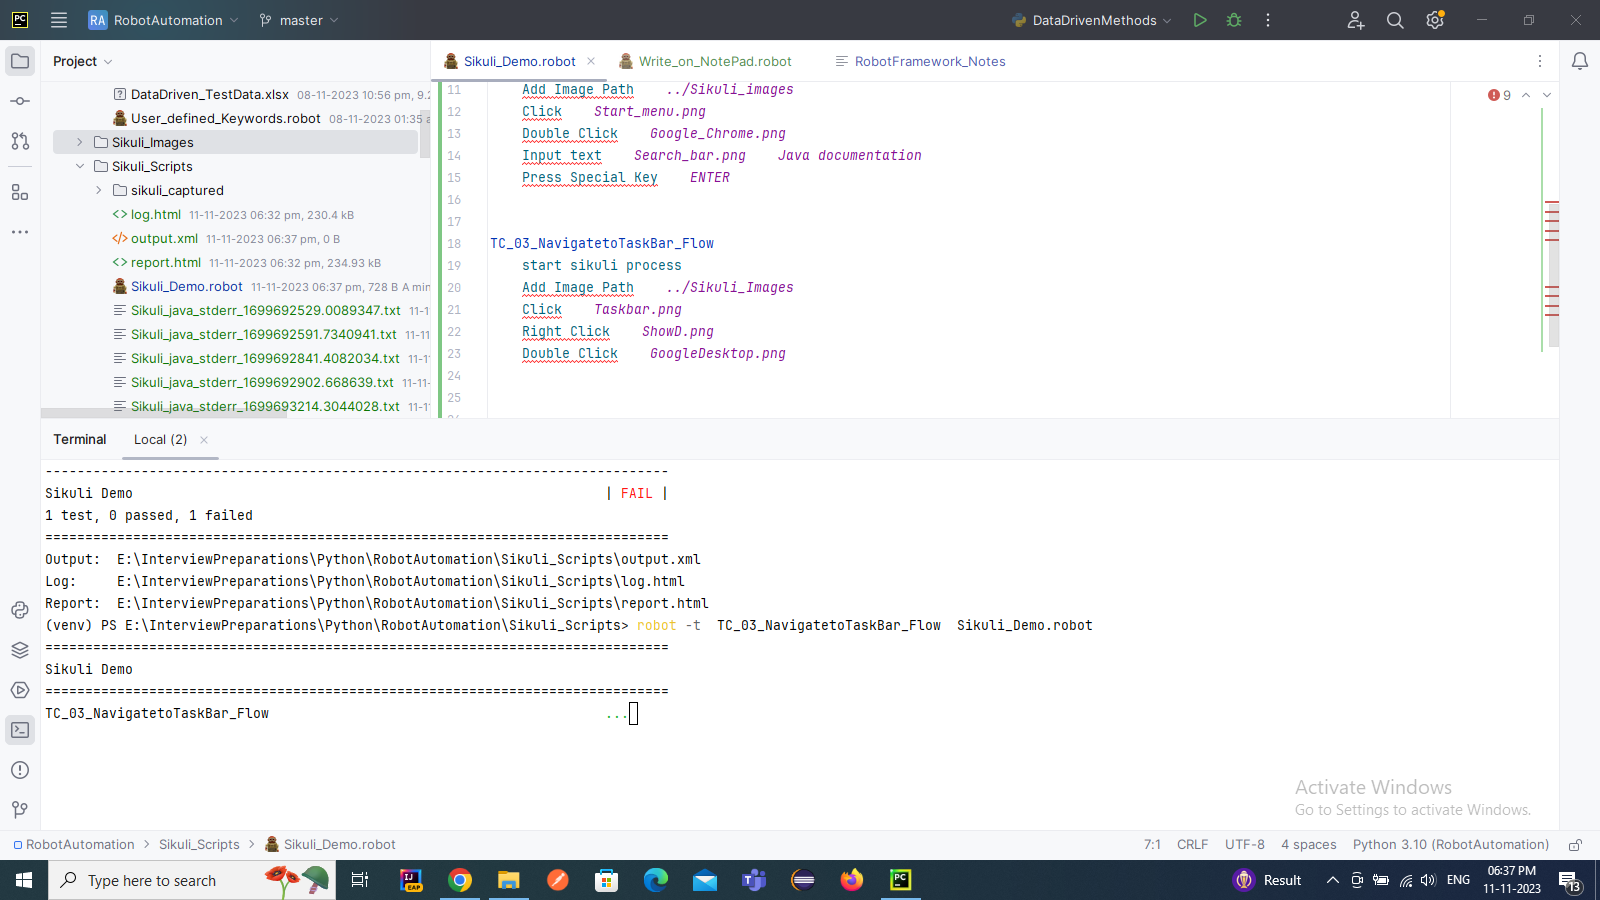 PC RA RobotAutomation master DataDrivenMethods
Project
DataDriven_TestData.xlsx 08-11-2023 10:56 pm, 9.2
User_defined_Keywords.robot 08-11-2023 01:35 a
Sikuli_Images
Sikuli_Scripts
sikuli_captured
log.html 11-11-2023 06:32 pm, 230.4 kB
output.xml 11-11-2023 06:37 pm, 0 B
report.html 11-11-2023 06:32 pm, 234.93 kB
Sikuli_Demo.robot 11-11-2023 06:37 pm, 728 B A min
Sikuli_java_stderr_1699692529.0089347.txt 11-1
Sikuli_java_stderr_1699692591.7340941.txt 11-11
Sikuli_java_stderr_1699692841.4082034.txt 11-1
Sikuli_java_stderr_1699692902.668639.txt 11-11-
Sikuli_java_stderr_1699693214.3044028.txt 11-1
Sikuli_Demo.robot Write_on_NotePad.robot RobotFramework_Notes
9
11 Add Image Path ../Sikuli_images
12 Click Start_menu.png
13 Double Click Google_Chrome.png
14 Input text Search_bar.png Java documentation
15 Press Special Key ENTER
16
17
18 TC_03_NavigatetoTaskBar_Flow
19 start sikuli process
20 Add Image Path ../Sikuli_Images
21 Click Taskbar.png
22 Right Click ShowD.png
23 Double Click GoogleDesktop.png
24
25
Terminal Local (2)
------------------------------------------------------------------------------
Sikuli Demo | FAIL |
1 test, 0 passed, 1 failed
==============================================================================
Output: E:\InterviewPreparations\Python\RobotAutomation\Sikuli_Scripts\output.xml
Log: E:\InterviewPreparations\Python\RobotAutomation\Sikuli_Scripts\log.html
Report: E:\InterviewPreparations\Python\RobotAutomation\Sikuli_Scripts\report.html
(venv) PS E:\InterviewPreparations\Python\RobotAutomation\Sikuli_Scripts> robot -t TC_03_NavigatetoTaskBar_Flow Sikuli_Demo.robot
==============================================================================
Sikuli Demo
==============================================================================
TC_03_NavigatetoTaskBar_Flow ...
Activate Windows
Go to Settings to activate Windows.
RobotAutomation > Sikuli_Scripts > Sikuli_Demo.robot 7:1 CRLF UTF-8 4 spaces Python 3.10 (RobotAutomation)
Type here to search IJ EAP PC Result ENG 06:37 PM
11-11-2023 13